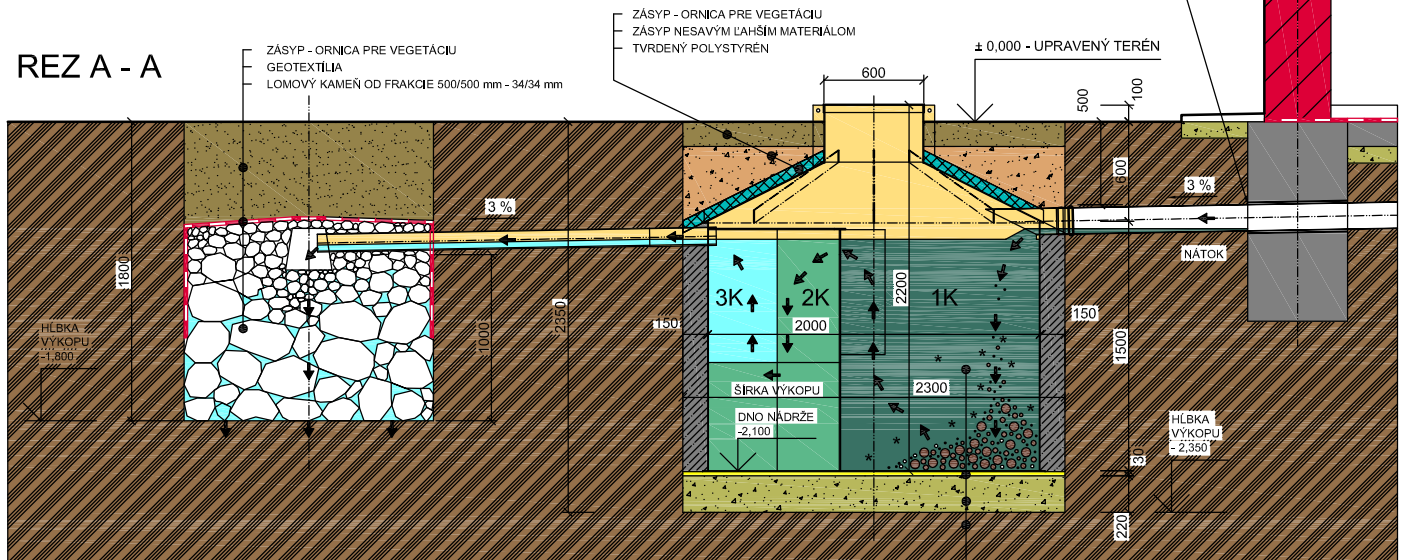 REZ A - A
ZÁSYP - ORNICA PRE VEGETÁCIU
GEOTEXTÍLIA
LOMOVÝ KAMEŇ OD FRAKCIE 500/500 mm - 34/34 mm
ZÁSYP - ORNICA PRE VEGETÁCIU
ZÁSYP NESAVÝM ĽAHŠÍM MATERIÁLOM
TVRDENÝ POLYSTYRÉN
± 0,000 - UPRAVENÝ TERÉN
600
500
100
600
3 %
3 %
NÁTOK
1800
1000
2350
150
150
3K
2K
1K
2200
2000
2300
1500
ŠÍRKA VÝKOPU
DNO NÁDRŽE
-2,100
HĹBKA
VÝKOPU
-1,800
HĹBKA
VÝKOPU
- 2,350
30
220